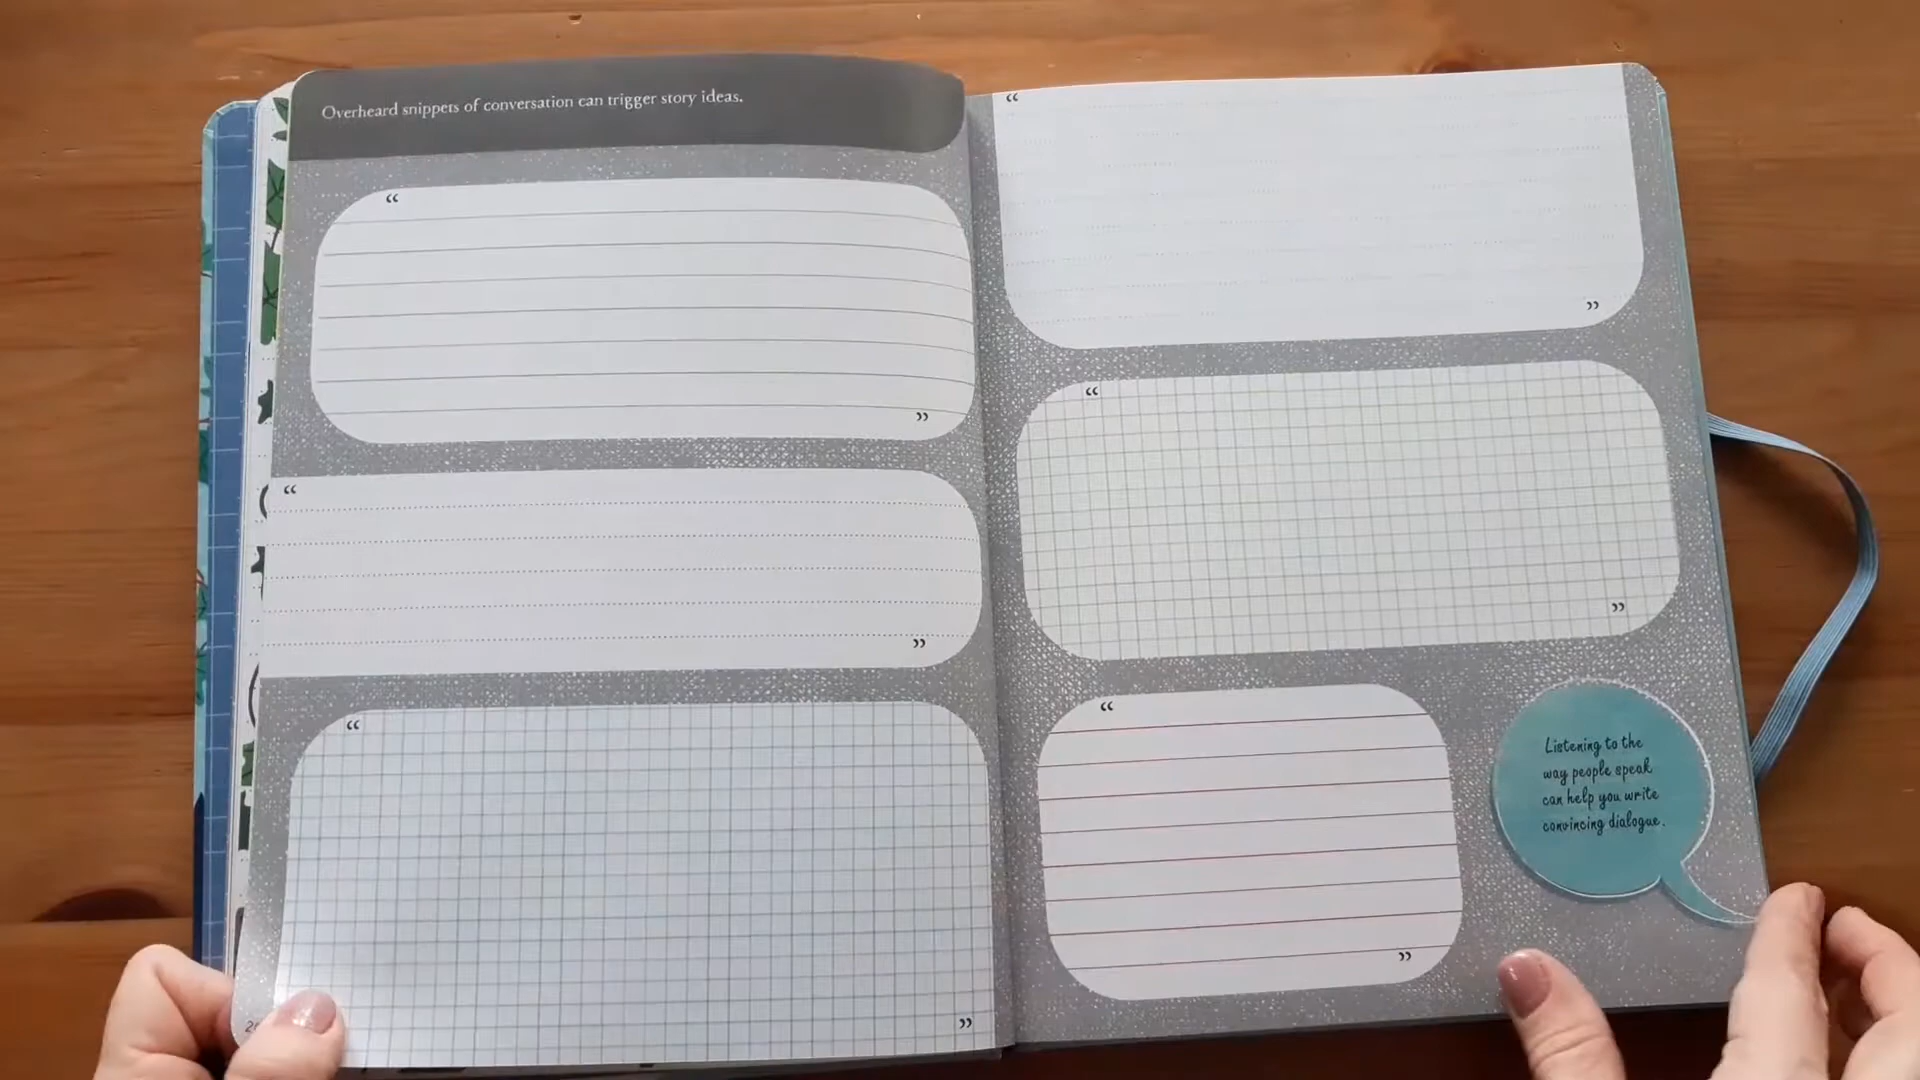 Overheard snippets of conversation can trigger story ideas.
“
”
“
”
“
”
“
”
“
”
“
”
Listening to the
way people speak
can help you write
convincing dialogue.